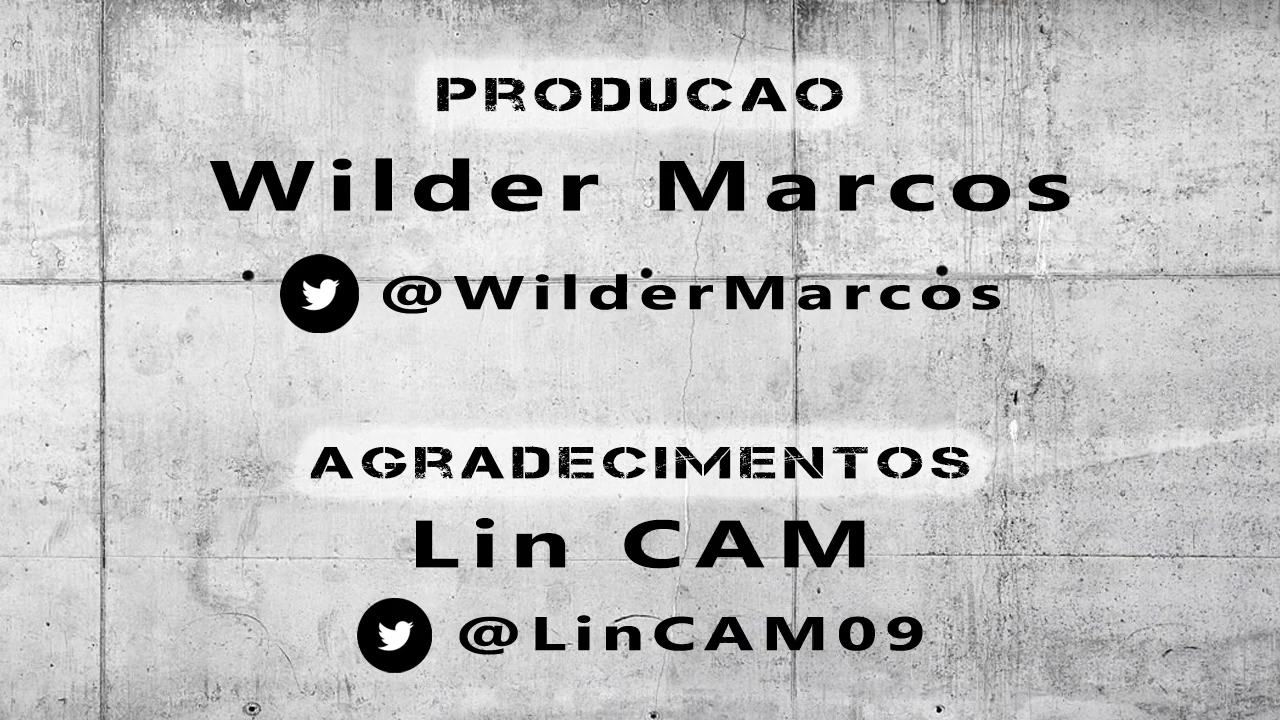 PRODUCAO
Wilder Marcos
@WilderMarcos
AGRADECIMENTOS
Lin CAM
@LinCAM09